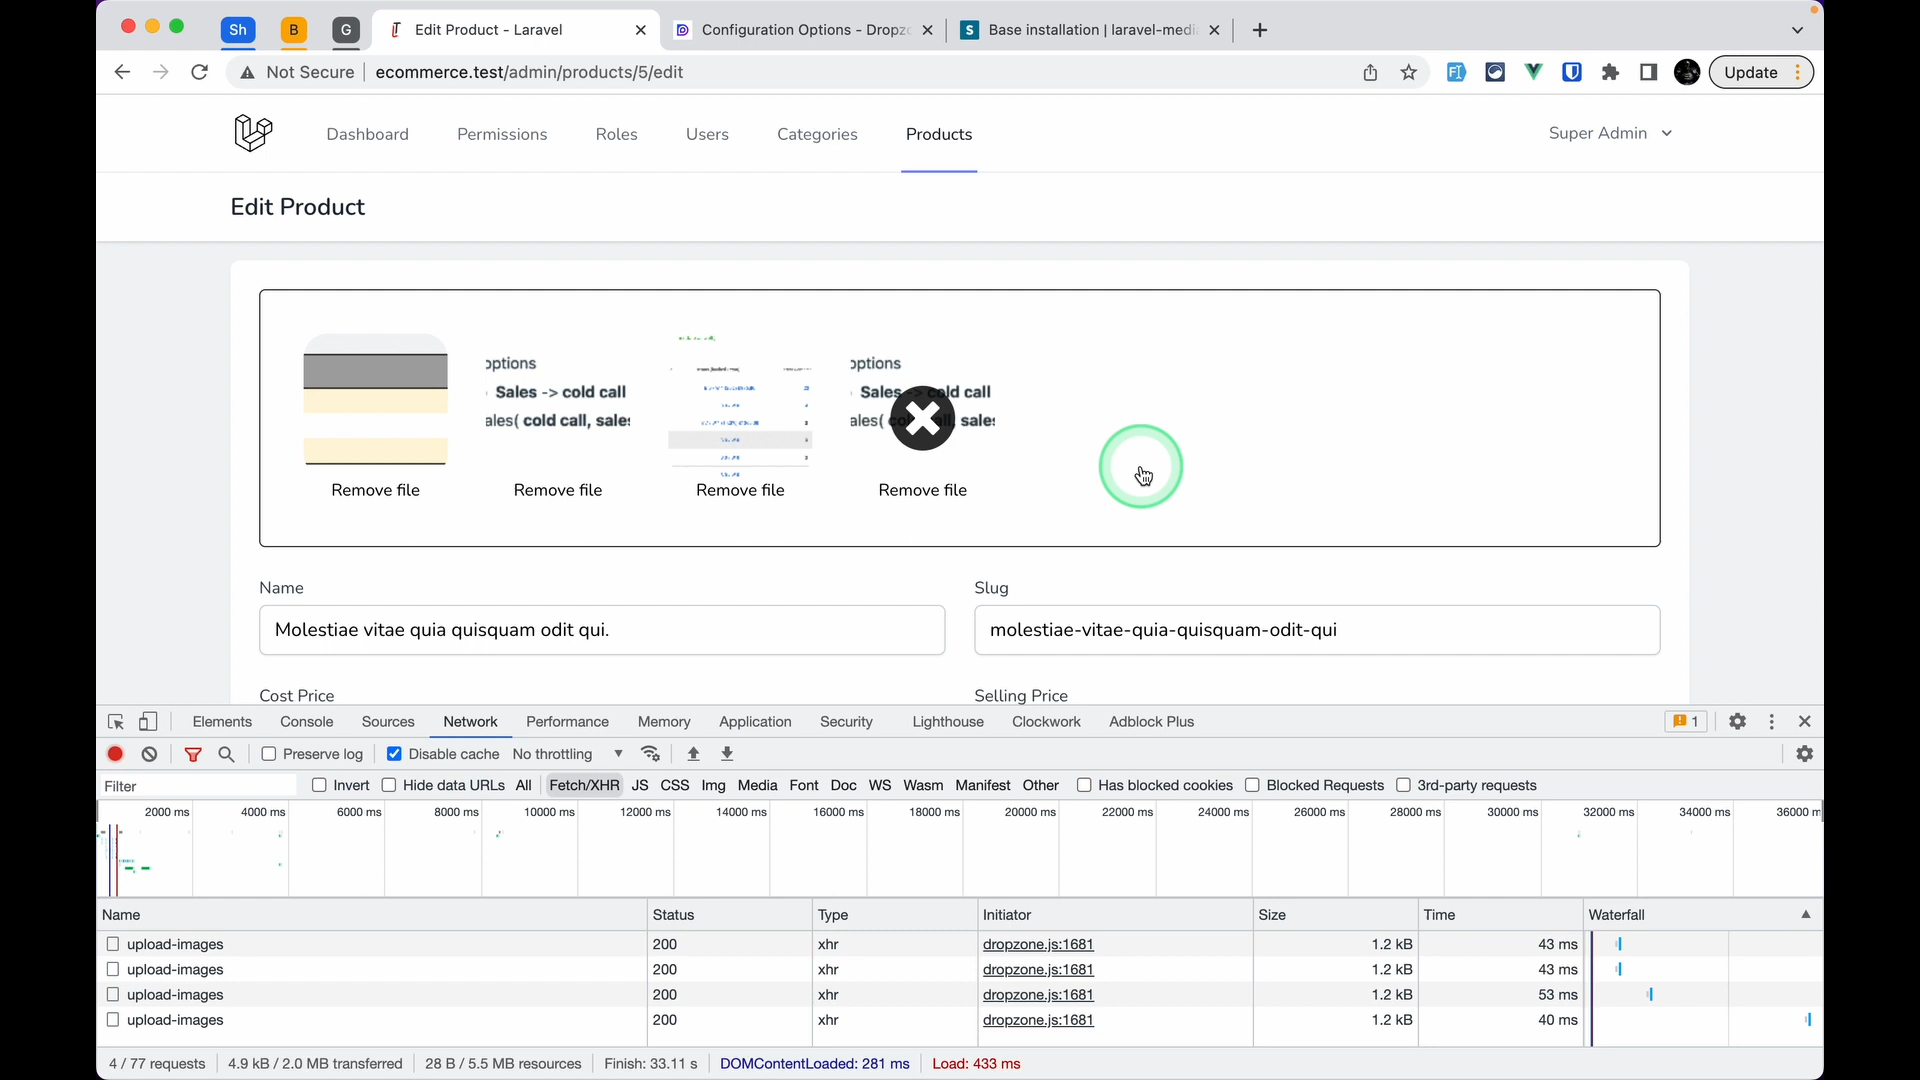 Sh
B
G
Edit Product - Laravel
Configuration Options - Dropz
Base installation | laravel-medi
Not Secure
ecommerce.test/admin/products/5/edit
Update
Dashboard
Permissions
Roles
Users
Categories
Products
Super Admin
Edit Product
options
Sales -> cold call
ales( cold call, sales
options
Sales -> cold call
ales( cold call, sales
Remove file
Remove file
Remove file
Remove file
Name
Slug
Molestiae vitae quia quisquam odit qui.
molestiae-vitae-quia-quisquam-odit-qui
Cost Price
Selling Price
Elements
Console
Sources
Network
Performance
Memory
Application
Security
Lighthouse
Clockwork
Adblock Plus
1
Preserve log
Disable cache
No throttling
Filter
Invert
Hide data URLs
All
Fetch/XHR
JS
CSS
Img
Media
Font
Doc
WS
Wasm
Manifest
Other
Has blocked cookies
Blocked Requests
3rd-party requests
2000 ms
4000 ms
6000 ms
8000 ms
10000 ms
12000 ms
14000 ms
16000 ms
18000 ms
20000 ms
22000 ms
24000 ms
26000 ms
28000 ms
30000 ms
32000 ms
34000 ms
36000 m
Name Status Type Initiator Size Time Waterfall
upload-images 200 xhr dropzone.js:1681 1.2 kB 43 ms
upload-images 200 xhr dropzone.js:1681 1.2 kB 43 ms
upload-images 200 xhr dropzone.js:1681 1.2 kB 53 ms
upload-images 200 xhr dropzone.js:1681 1.2 kB 40 ms
4 / 77 requests
4.9 kB / 2.0 MB transferred
28 B / 5.5 MB resources
Finish: 33.11 s
DOMContentLoaded: 281 ms
Load: 433 ms